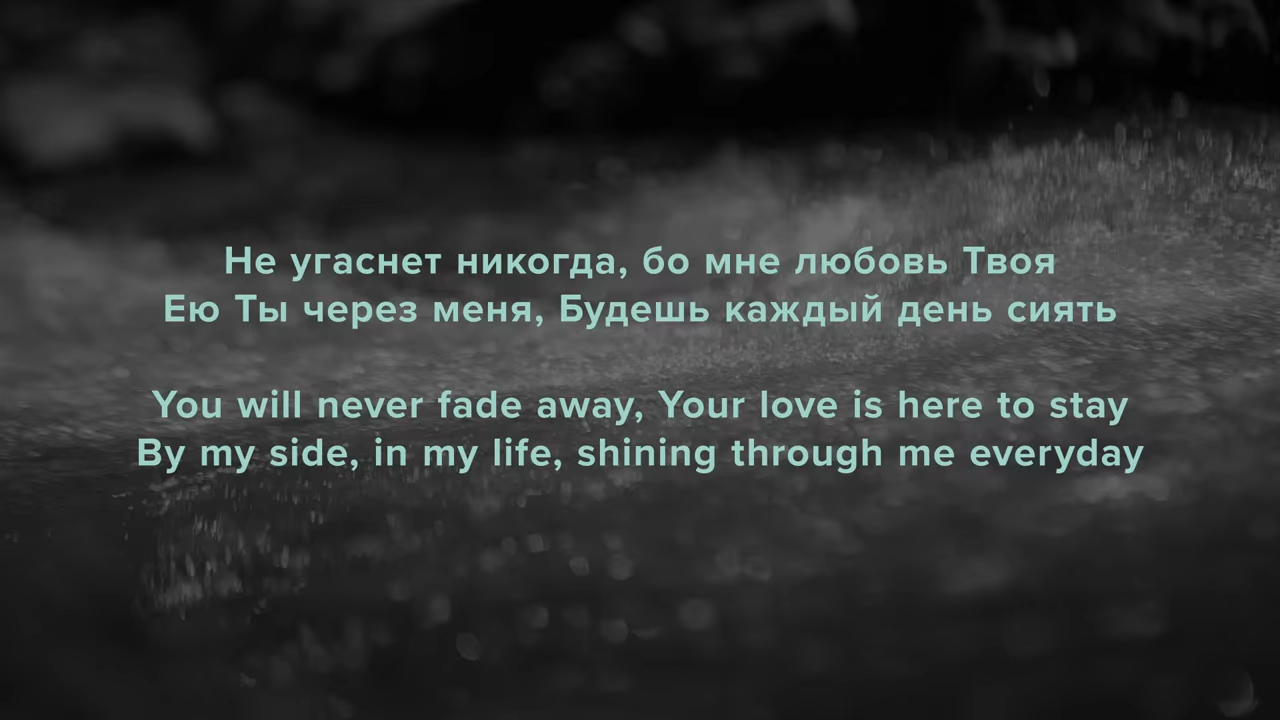 Не угаснет никогда, бо мне любовь Твоя
Ею Ты через меня, Будешь каждый день сиять
You will never fade away, Your love is here to stay
By my side, in my life, shining through me everyday